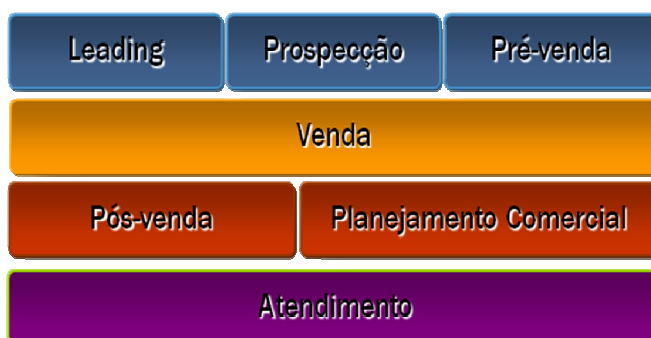 Leading Prospecção Pré-venda
Venda
Pós-venda Planejamento Comercial
Atendimento